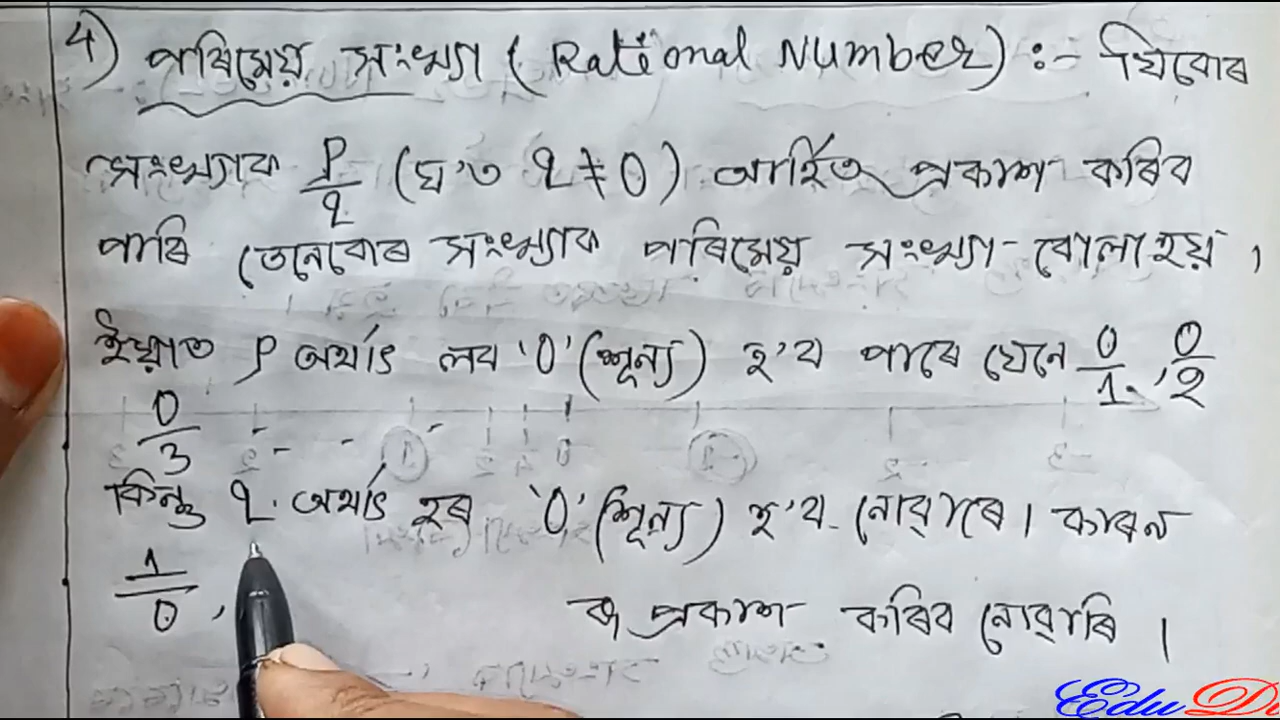 4) পৰিমেয় সংখ্যা ( Rational Number) :- যিবোৰ
সংখ্যাক p/q (য'ত q ≠ 0) আৰ্হিত প্ৰকাশ কৰিব
পাৰি তেনেবোৰ সংখ্যাক পৰিমেয় সংখ্যা বোলা হয় ,
ইয়াত p অৰ্থাৎ লব '0' (শূন্য) হ'ব পাৰে যেনে 0/1, 0/2
0/3
কিন্তু q অৰ্থাৎ হৰ '0' (শূন্য) হ'ব নোৱাৰে। কাৰন
1/0 , প্ৰকাশ কৰিব নোৱাৰি ।
Edu